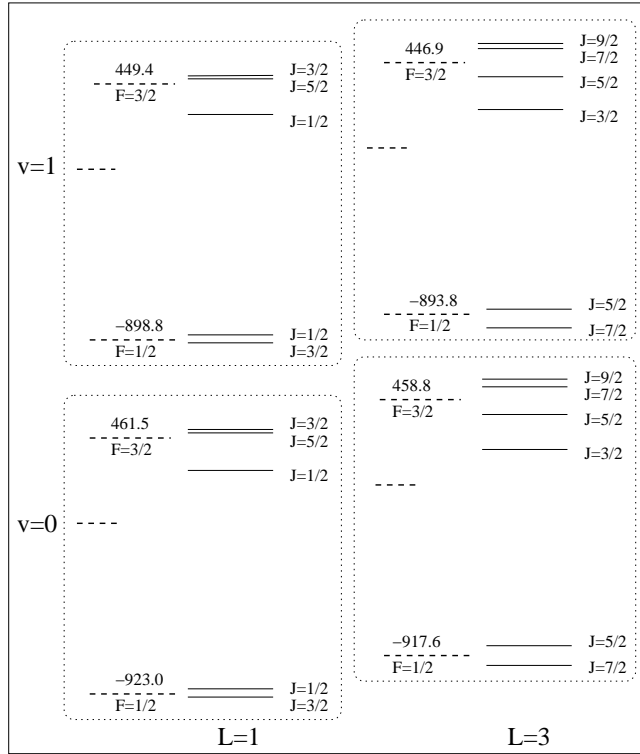 449.4
F=3/2
J=3/2
J=5/2
J=1/2
v=1
−898.8
F=1/2
J=1/2
J=3/2
446.9
F=3/2
J=9/2
J=7/2
J=5/2
J=3/2
−893.8
F=1/2
J=5/2
J=7/2
461.5
F=3/2
J=3/2
J=5/2
J=1/2
v=0
−923.0
F=1/2
J=1/2
J=3/2
458.8
F=3/2
J=9/2
J=7/2
J=5/2
J=3/2
−917.6
F=1/2
J=5/2
J=7/2
L=1
L=3